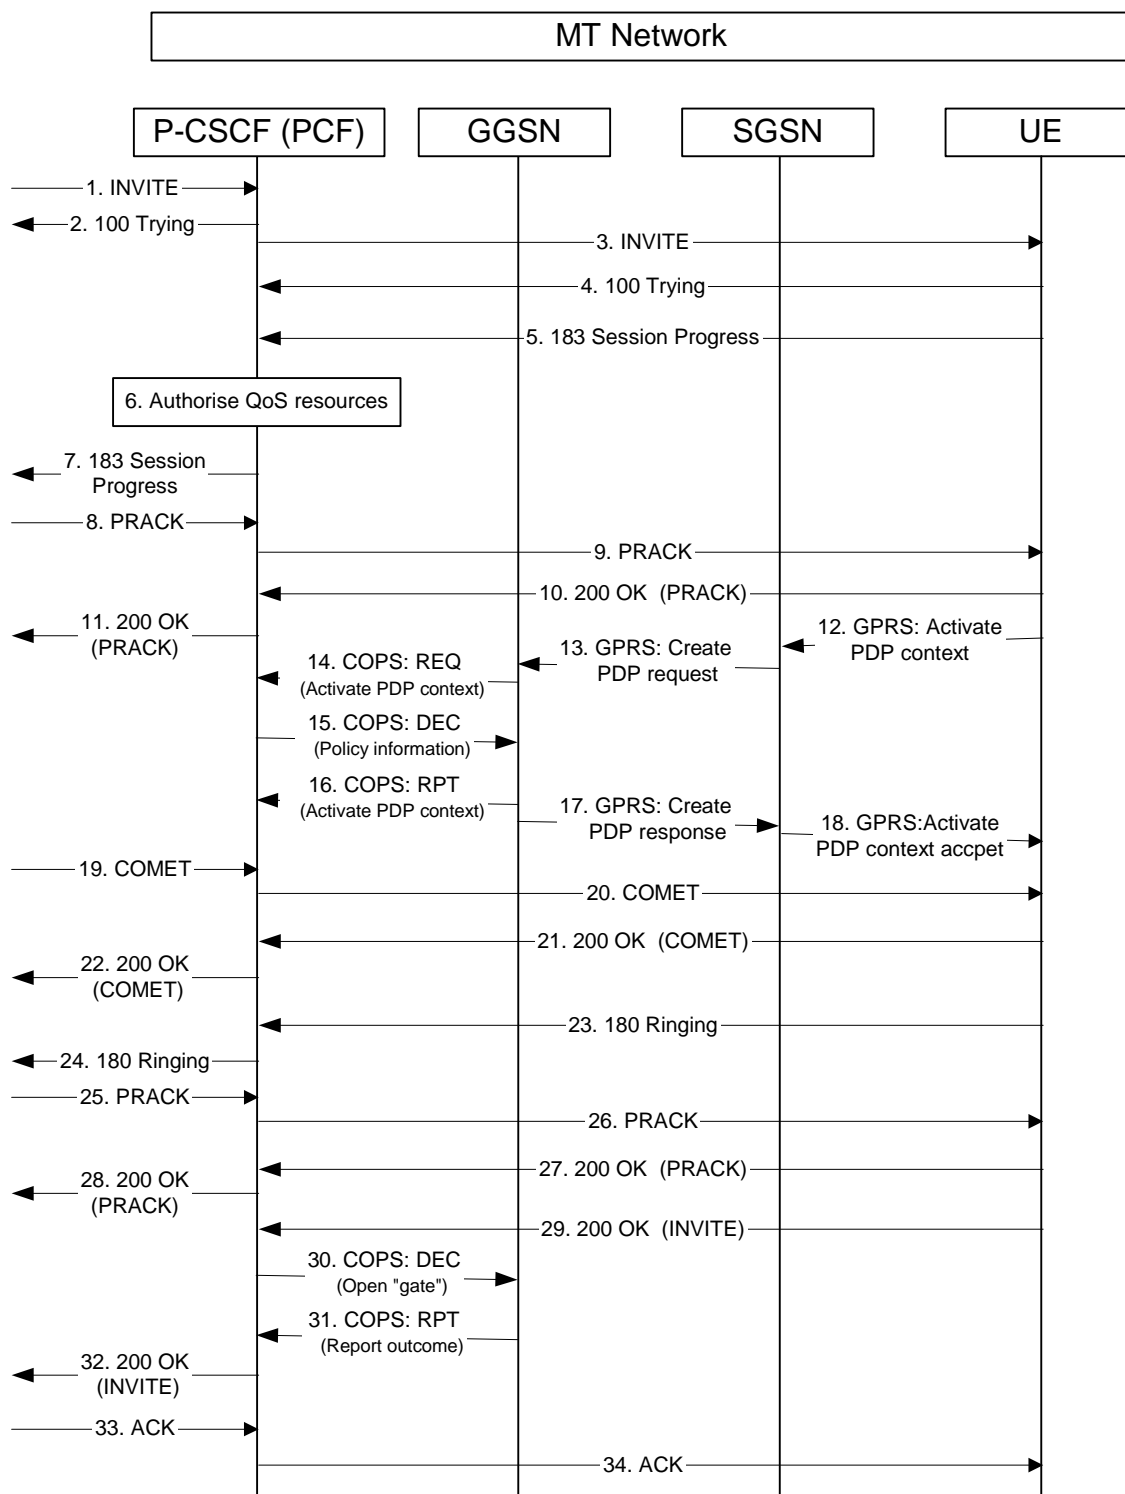 MT Network
P-CSCF (PCF)
GGSN
SGSN
UE
1. INVITE
2. 100 Trying
3. INVITE
4. 100 Trying
5. 183 Session Progress
6. Authorise QoS resources
7. 183 Session
Progress
8. PRACK
9. PRACK
10. 200 OK  (PRACK)
11. 200 OK
(PRACK)
12. GPRS: Activate
PDP context
13. GPRS: Create
PDP request
14. COPS: REQ
(Activate PDP context)
15. COPS: DEC
(Policy information)
16. COPS: RPT
(Activate PDP context)
17. GPRS: Create
PDP response
18. GPRS:Activate
PDP context accpet
19. COMET
20. COMET
21. 200 OK  (COMET)
22. 200 OK
(COMET)
23. 180 Ringing
24. 180 Ringing
25. PRACK
26. PRACK
27. 200 OK  (PRACK)
28. 200 OK
(PRACK)
29. 200 OK  (INVITE)
30. COPS: DEC
(Open "gate")
31. COPS: RPT
(Report outcome)
32. 200 OK
(INVITE)
33. ACK
34. ACK